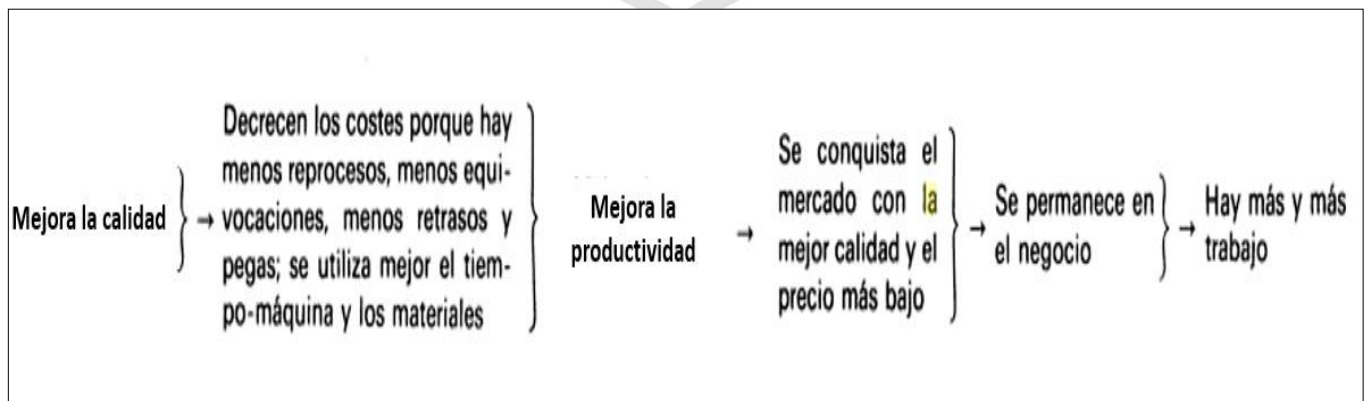 Mejora la calidad
→
Decrecen los costes porque hay
menos reprocesos, menos equi-
vocaciones, menos retrasos y
pegas; se utiliza mejor el tiem-
po-máquina y los materiales
Mejora la
productividad
→
Se conquista el
mercado con la
mejor calidad y el
precio más bajo
→
Se permanece en
el negocio
→
Hay más y más
trabajo